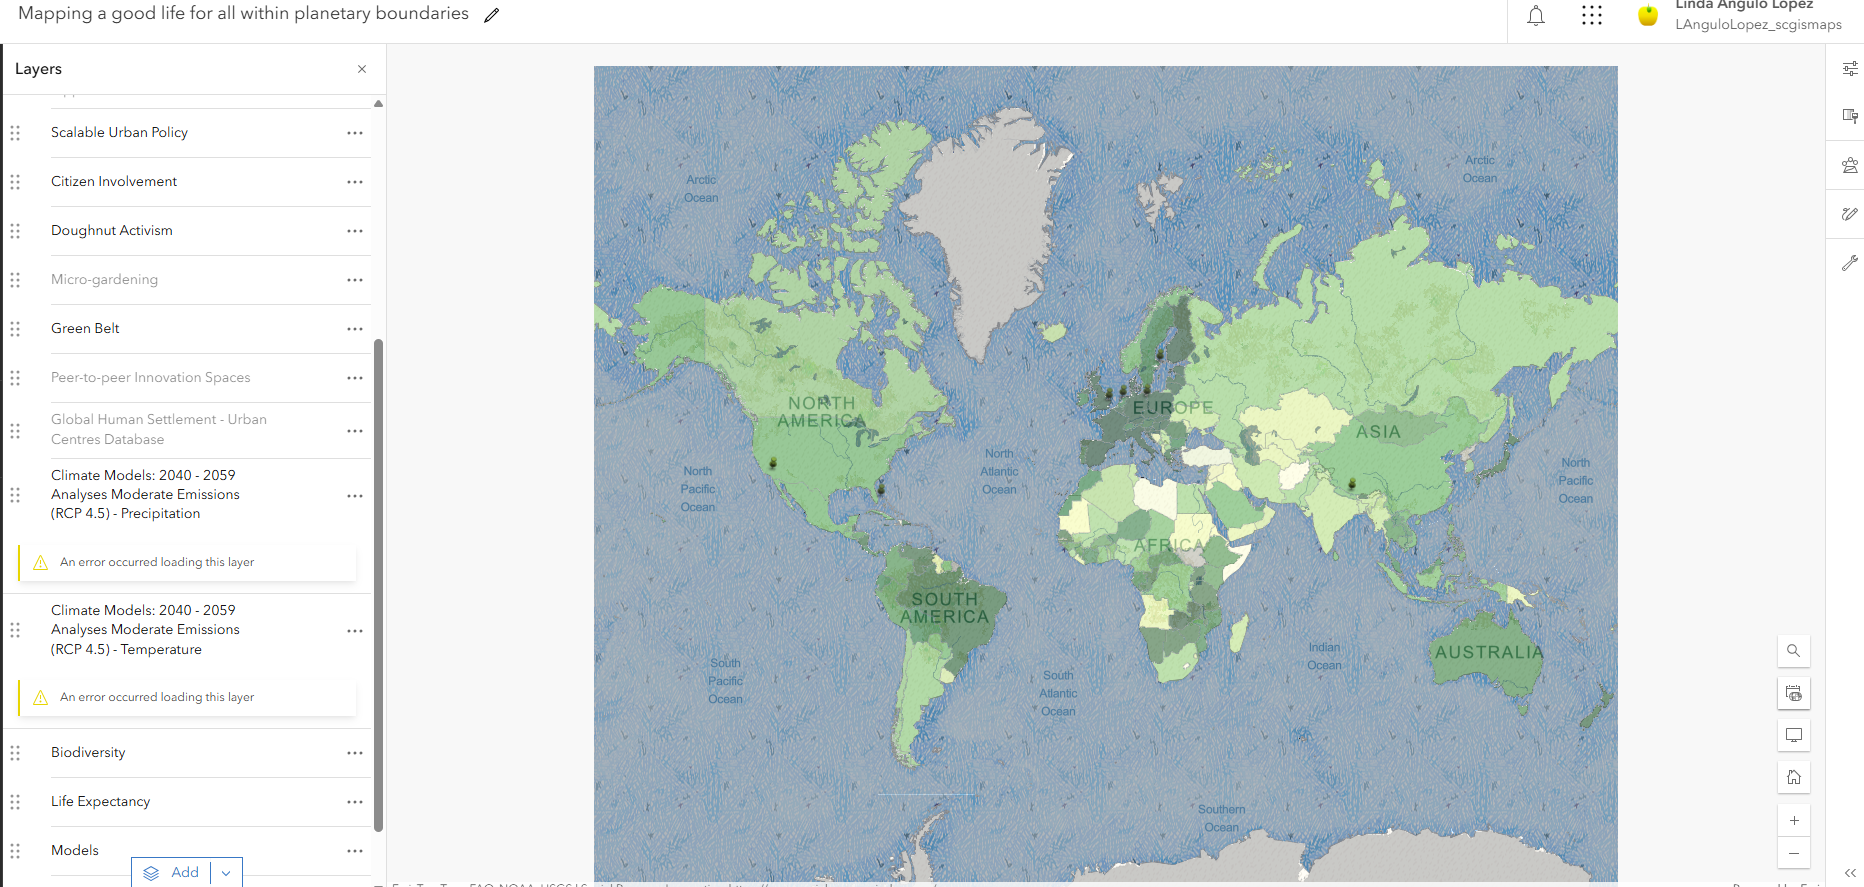 Mapping a good life for all within planetary boundaries
Linda Angulo Lopez
LAnguloLopez_scgismaps
Layers
Scalable Urban Policy
Citizen Involvement
Doughnut Activism
Micro-gardening
Green Belt
Peer-to-peer Innovation Spaces
Global Human Settlement - Urban
Centres Database
Climate Models: 2040 - 2059
Analyses Moderate Emissions
(RCP 4.5) - Precipitation
An error occurred loading this layer
Climate Models: 2040 - 2059
Analyses Moderate Emissions
(RCP 4.5) - Temperature
An error occurred loading this layer
Biodiversity
Life Expectancy
Models
Add
Arctic
Ocean
Arctic
Ocean
NORTH
AMERICA
EUROPE
ASIA
North
Pacific
Ocean
North
Atlantic
Ocean
North
Pacific
Ocean
AFRICA
SOUTH
AMERICA
AUSTRALIA
Indian
Ocean
South
Pacific
Ocean
South
Atlantic
Ocean
Southern
Ocean